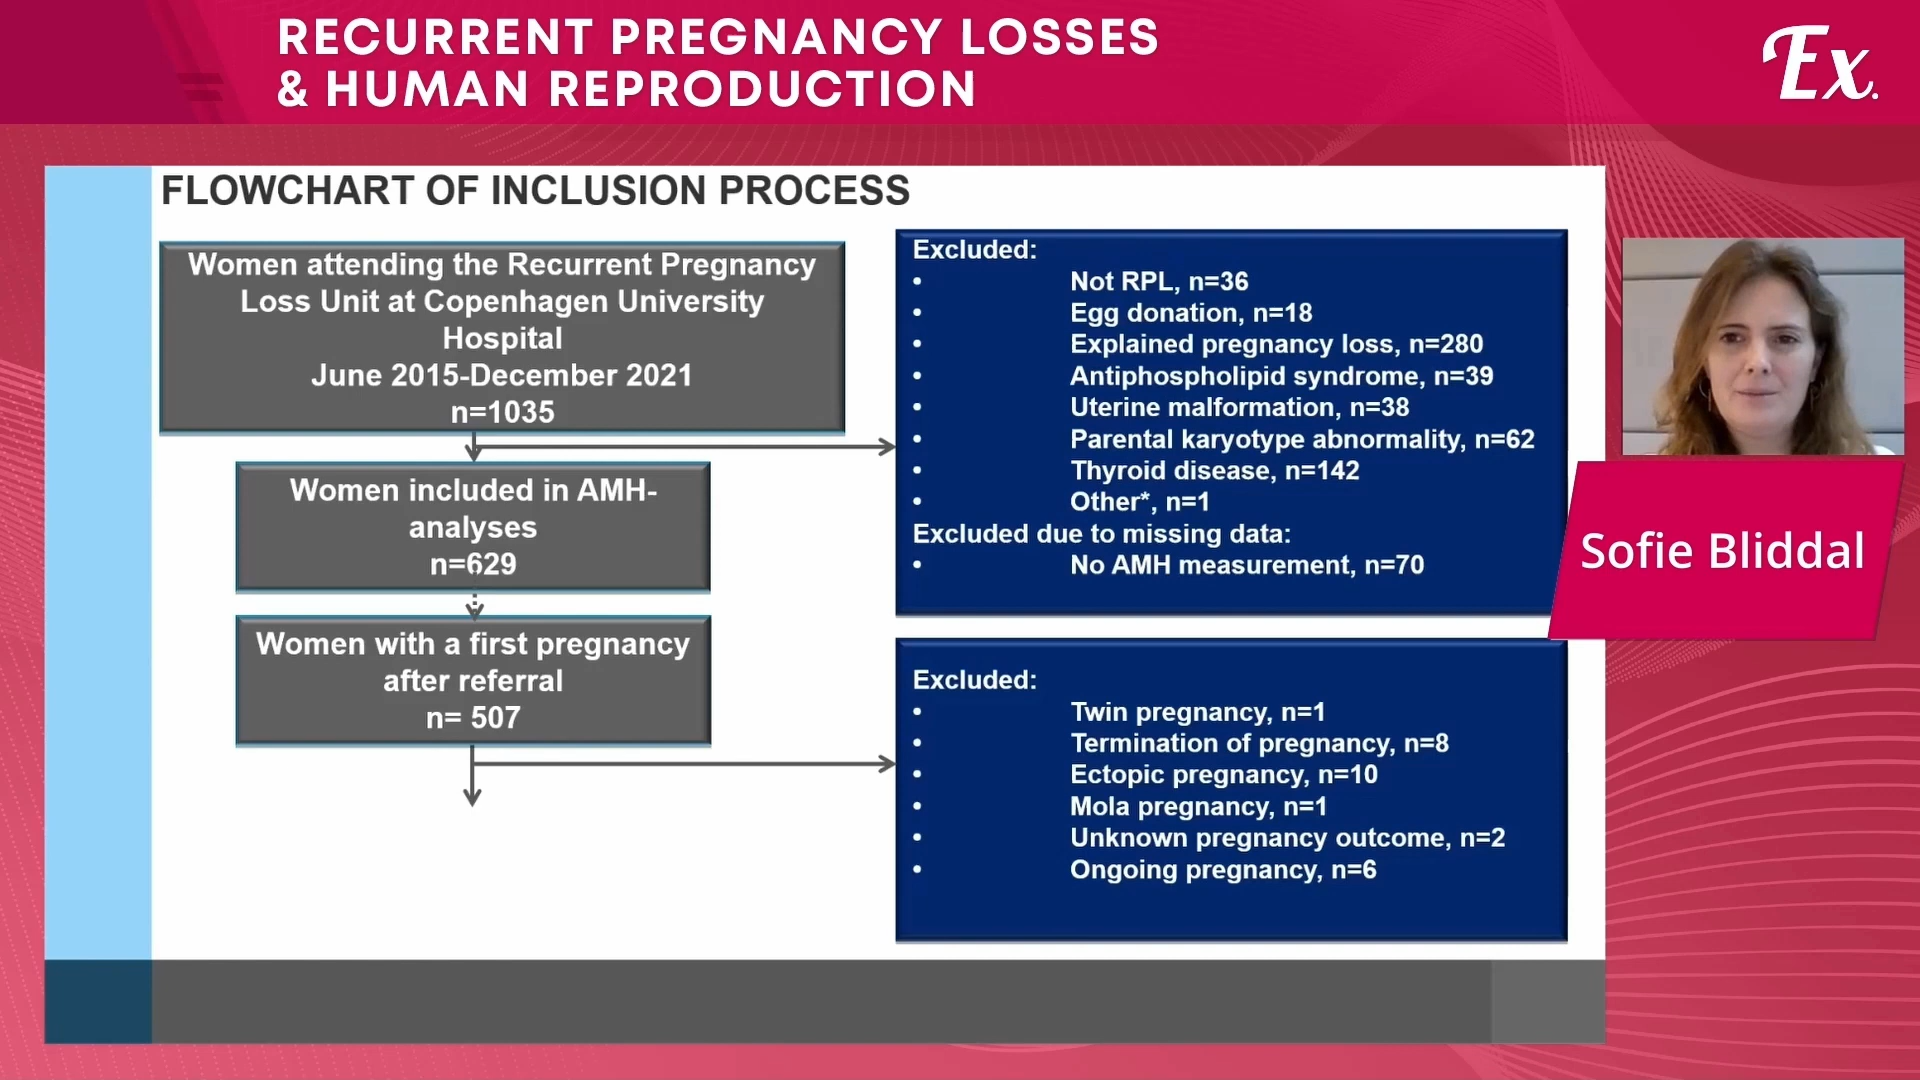 RECURRENT PREGNANCY LOSSES
& HUMAN REPRODUCTION
Ex.
FLOWCHART OF INCLUSION PROCESS
Women attending the Recurrent Pregnancy
Loss Unit at Copenhagen University
Hospital
June 2015-December 2021
n=1035
Women included in AMH-
analyses
n=629
Women with a first pregnancy
after referral
n= 507
Excluded:
• Not RPL, n=36
• Egg donation, n=18
• Explained pregnancy loss, n=280
• Antiphospholipid syndrome, n=39
• Uterine malformation, n=38
• Parental karyotype abnormality, n=62
• Thyroid disease, n=142
• Other*, n=1
Excluded due to missing data:
• No AMH measurement, n=70
Excluded:
• Twin pregnancy, n=1
• Termination of pregnancy, n=8
• Ectopic pregnancy, n=10
• Mola pregnancy, n=1
• Unknown pregnancy outcome, n=2
• Ongoing pregnancy, n=6
Sofie Bliddal